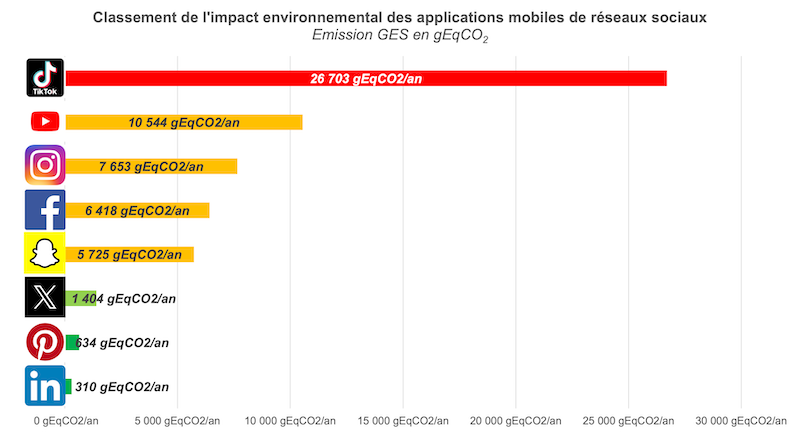 Classement de l'impact environnemental des applications mobiles de réseaux sociaux
Emission GES en gEqCO2
TikTok
26 703 gEqCO2/an
10 544 gEqCO2/an
7 653 gEqCO2/an
6 418 gEqCO2/an
5 725 gEqCO2/an
1 404 gEqCO2/an
634 gEqCO2/an
in
310 gEqCO2/an
0 gEqCO2/an 5 000 gEqCO2/an 10 000 gEqCO2/an 15 000 gEqCO2/an 20 000 gEqCO2/an 25 000 gEqCO2/an 30 000 gEqCO2/an